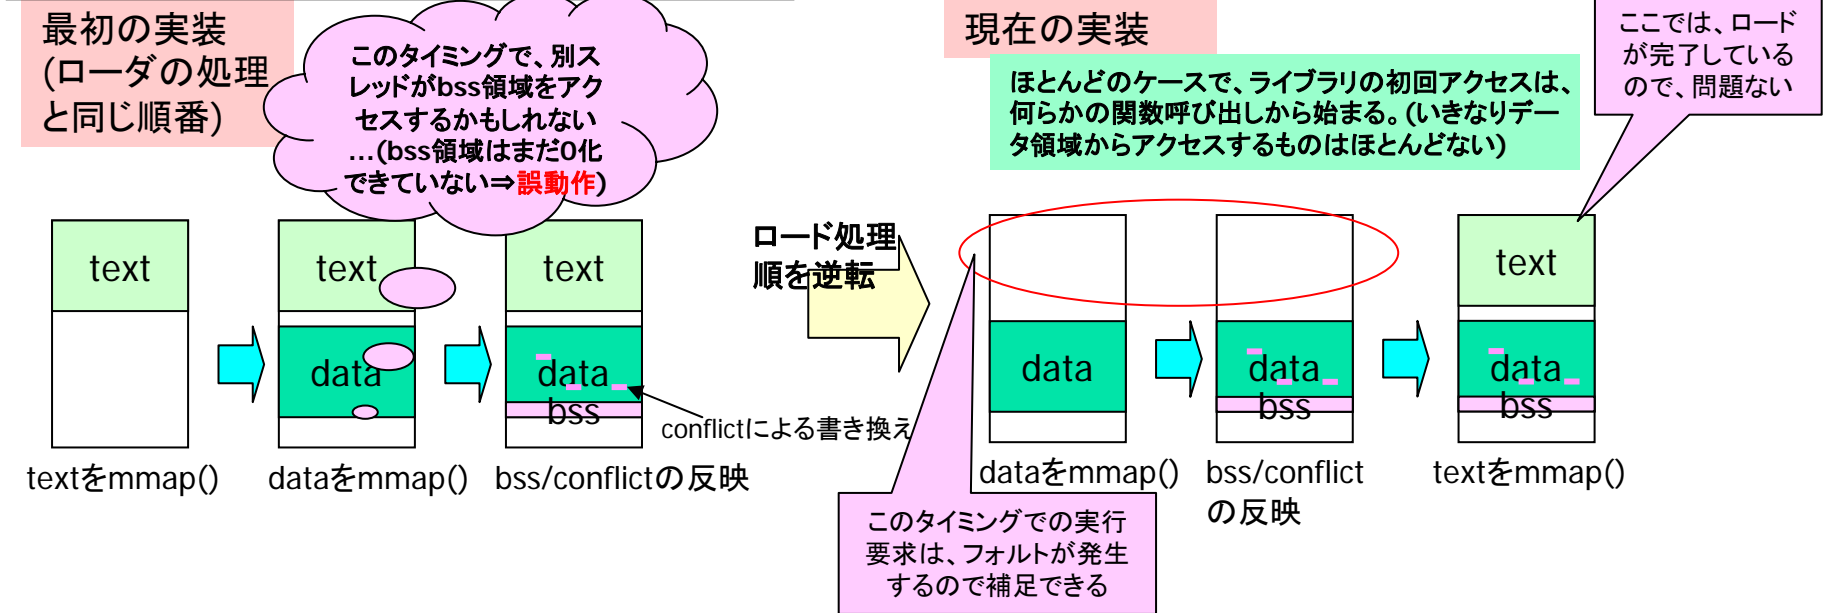 最初の実装
(ローダの処理
と同じ順番)
このタイミングで、別ス
レッドがbss領域をアク
セスするかもしれない
…(bss領域はまだ0化
できていない⇒誤動作)
text
textをmmap()
text
data
dataをmmap()
text
data
bss
bss/conflictの反映
conflictによる書き換え
ロード処理
順を逆転
現在の実装
ほとんどのケースで、ライブラリの初回アクセスは、
何らかの関数呼び出しから始まる。(いきなりデー
タ領域からアクセスするものはほとんどない)
ここでは、ロード
が完了している
ので、問題ない
data
dataをmmap()
data
bss
bss/conflict
の反映
text
data
bss
textをmmap()
このタイミングでの実行
要求は、フォルトが発生
するので補足できる